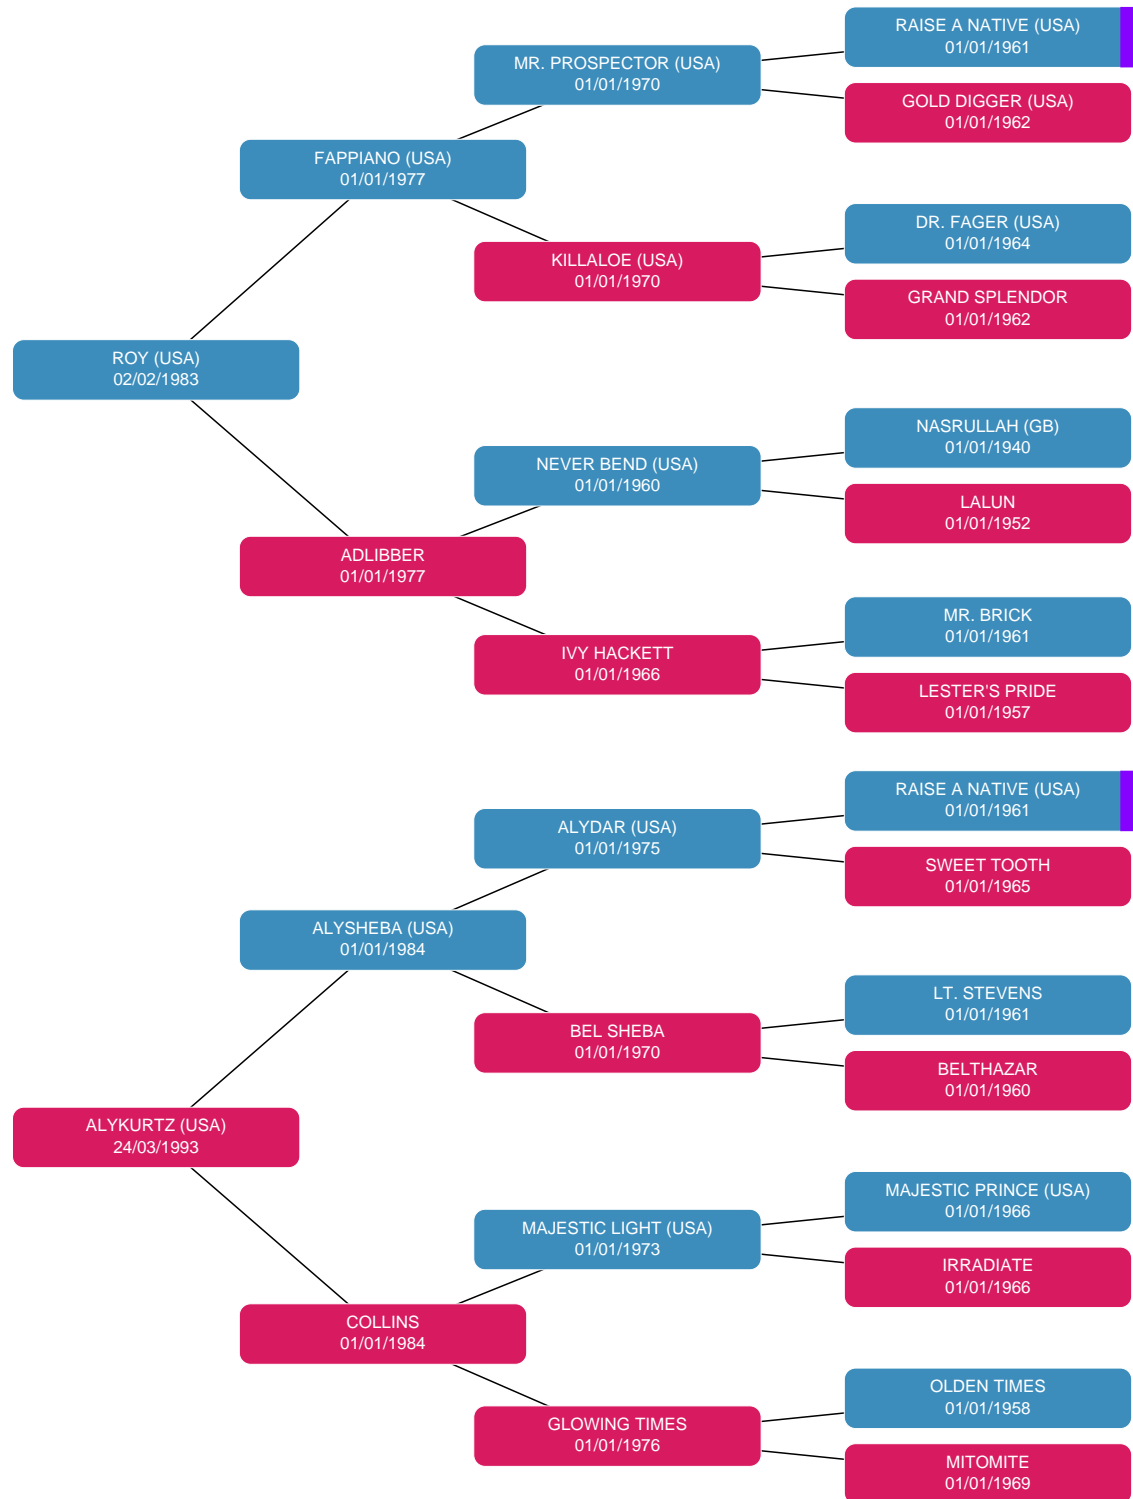 RAISE A NATIVE (USA)
01/01/1961
MR. PROSPECTOR (USA)
01/01/1970
GOLD DIGGER (USA)
01/01/1962
FAPPIANO (USA)
01/01/1977
DR. FAGER (USA)
01/01/1964
KILLALOE (USA)
01/01/1970
GRAND SPLENDOR
01/01/1962
ROY (USA)
02/02/1983
NASRULLAH (GB)
01/01/1940
NEVER BEND (USA)
01/01/1960
LALUN
01/01/1952
ADLIBBER
01/01/1977
MR. BRICK
01/01/1961
IVY HACKETT
01/01/1966
LESTER'S PRIDE
01/01/1957
RAISE A NATIVE (USA)
01/01/1961
ALYDAR (USA)
01/01/1975
SWEET TOOTH
01/01/1965
ALYSHEBA (USA)
01/01/1984
LT. STEVENS
01/01/1961
BEL SHEBA
01/01/1970
BELTHAZAR
01/01/1960
ALYKURTZ (USA)
24/03/1993
MAJESTIC PRINCE (USA)
01/01/1966
MAJESTIC LIGHT (USA)
01/01/1973
IRRADIATE
01/01/1966
COLLINS
01/01/1984
OLDEN TIMES
01/01/1958
GLOWING TIMES
01/01/1976
MITOMITE
01/01/1969